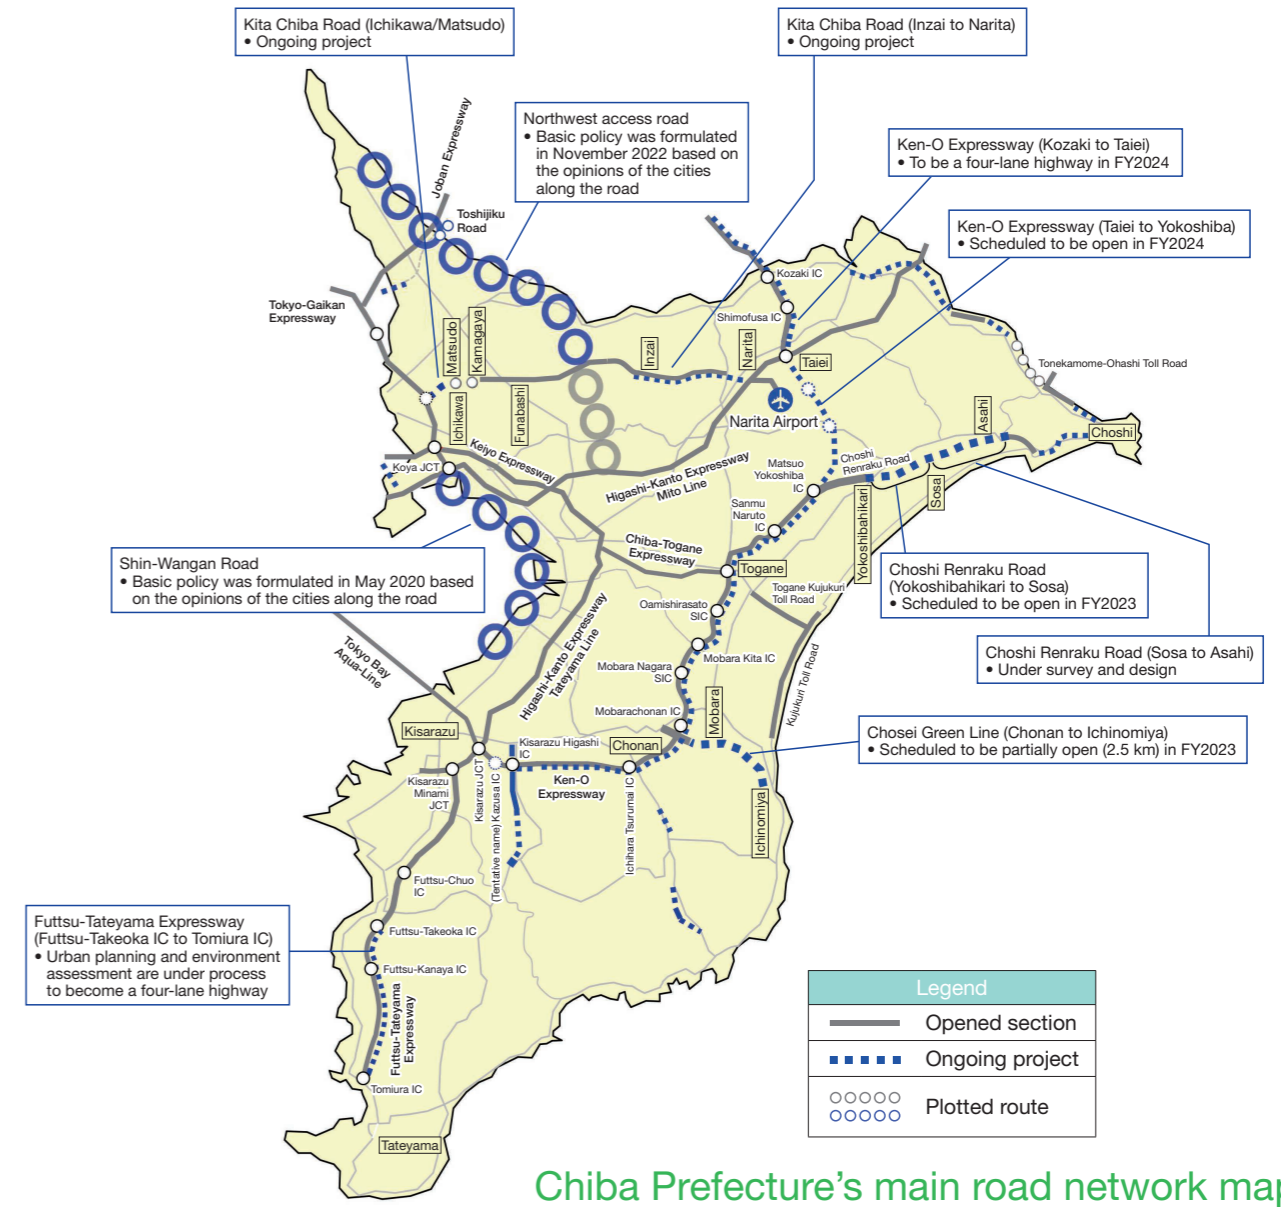 Kita Chiba Road (Ichikawa/Matsudo)
• Ongoing project
Kita Chiba Road (Inzai to Narita)
• Ongoing project
Northwest access road
• Basic policy was formulated
in November 2022 based on
the opinions of the cities
along the road
Ken-O Expressway (Kozaki to Taiei)
• To be a four-lane highway in FY2024
Ken-O Expressway (Taiei to Yokoshiba)
• Scheduled to be open in FY2024
Joban Expressway
Toshijiku
Road
Tokyo-Gaikan
Expressway
Kozaki IC
Shimofusa IC
Matsudo
Kamagaya
Inzai
Narita
Taiei
Tonekamome-Ohashi Toll Road
Ichikawa
Funabashi
Narita Airport
Asahi
Choshi
Koya JCT
Keiyo Expressway
Higashi-Kanto Expressway
Mito Line
Matsuo
Yokoshiba
IC
Choshi
Renraku Road
Yokoshibahikari
Sosa
Sanmu
Naruto
IC
Chiba-Togane
Expressway
Togane
Shin-Wangan Road
• Basic policy was formulated in May 2020 based
on the opinions of the cities along the road
Choshi Renraku Road
(Yokoshibahikari to Sosa)
• Scheduled to be open in FY2023
Togane Kujukuri
Toll Road
Oamishirasato
SIC
Tokyo Bay
Aqua-Line
Higashi-Kanto Expressway
Tateyama Line
Mobara Kita IC
Mobara Nagara
SIC
Kujukuri Toll Road
Choshi Renraku Road (Sosa to Asahi)
• Under survey and design
Mobarachonan IC
Mobara
Kisarazu
Kisarazu Higashi
IC
Chonan
Chosei Green Line (Chonan to Ichinomiya)
• Scheduled to be partially open (2.5 km) in FY2023
Kisarazu
Minami
JCT
Kisarazu JCT
(Tentative name) Kazusa IC
Ken-O
Expressway
Ichihara Tsurumai IC
Ichinomiya
Futtsu-Chuo
IC
Futtsu-Tateyama Expressway
(Futtsu-Takeoka IC to Tomiura IC)
• Urban planning and environment
assessment are under process
to become a four-lane highway
Futtsu-Takeoka IC
Futtsu-Kanaya IC
Futtsu-Tateyama
Expressway
Tomiura IC
Tateyama
Legend
Opened section
Ongoing project
Plotted route
Chiba Prefecture's main road network map